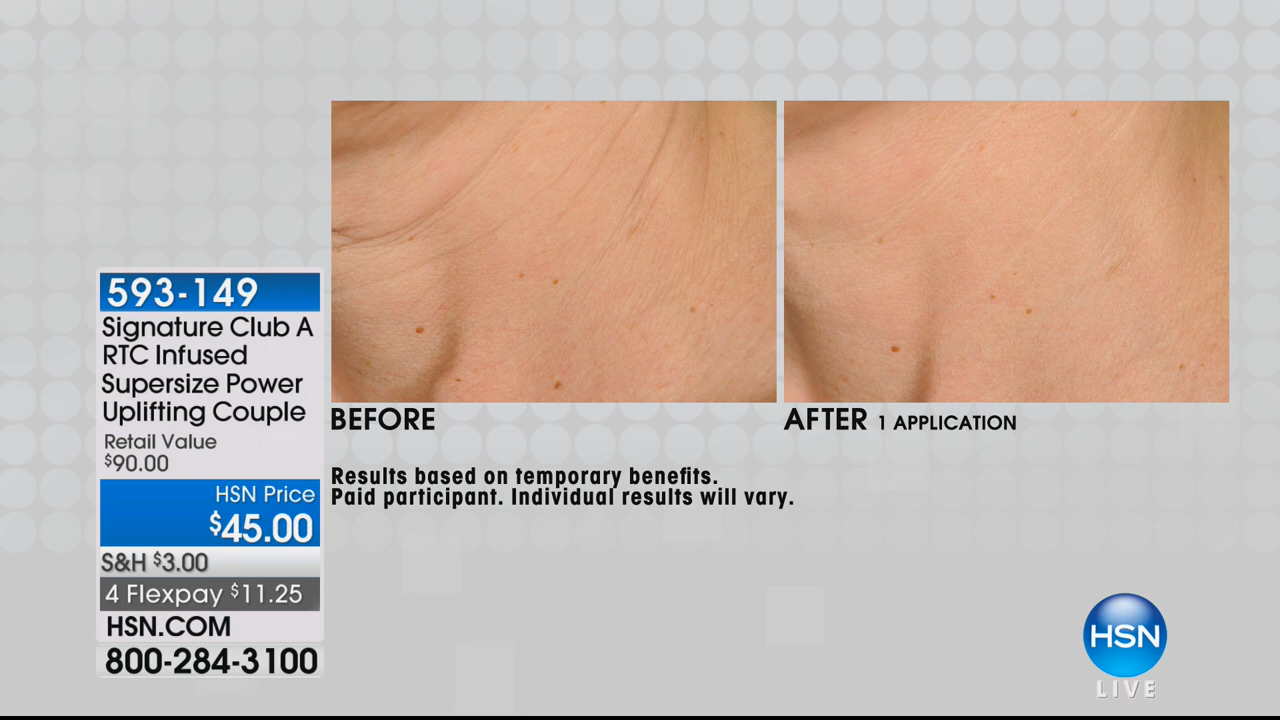 593-149
Signature Club A
RTC Infused
Supersize Power
Uplifting Couple
Retail Value
$90.00
HSN Price
$45.00
S&H $3.00
4 Flexpay $11.25
HSN.COM
800-284-3100
BEFORE
AFTER 1 APPLICATION
Results based on temporary benefits.
Paid participant. Individual results will vary.
HSN
LIVE